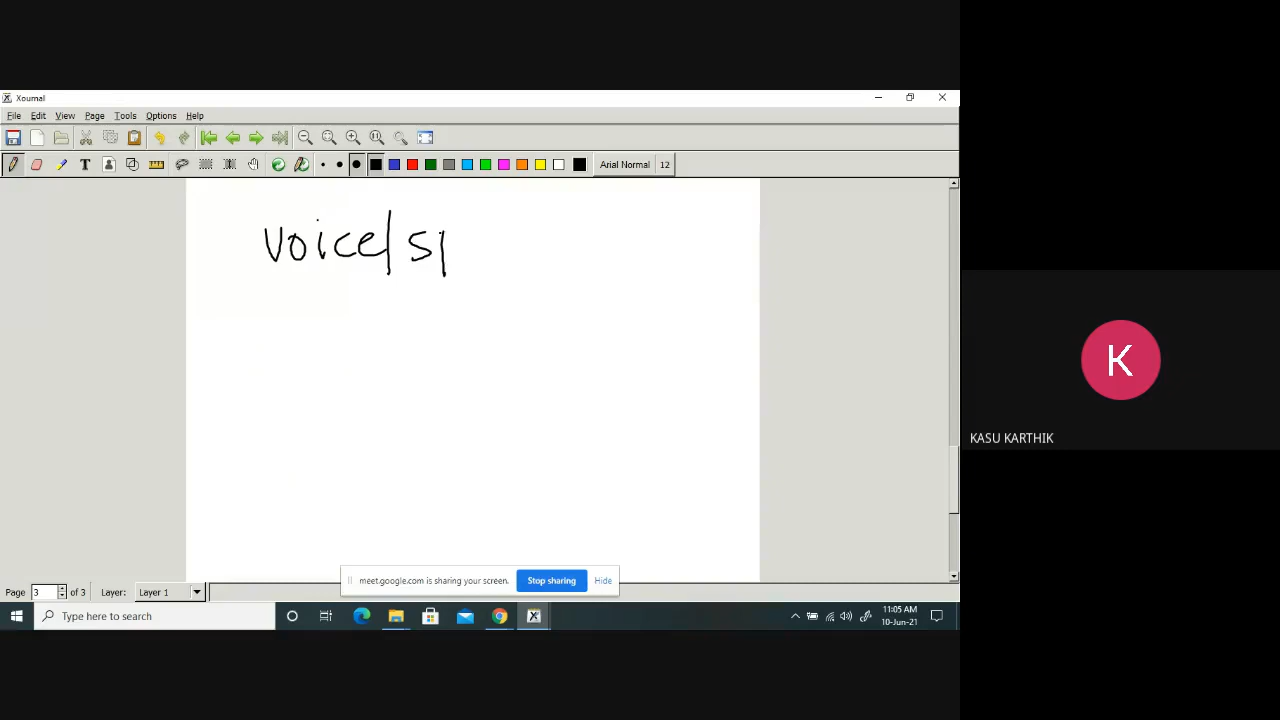 Xournal
File Edit View Page Tools Options Help
Arial Normal 12
voice/sp
K
KASU KARTHIK
meet.google.com is sharing your screen. Stop sharing Hide
Page 3 of 3 Layer: Layer 1
Type here to search
11:05 AM
10-Jun-21